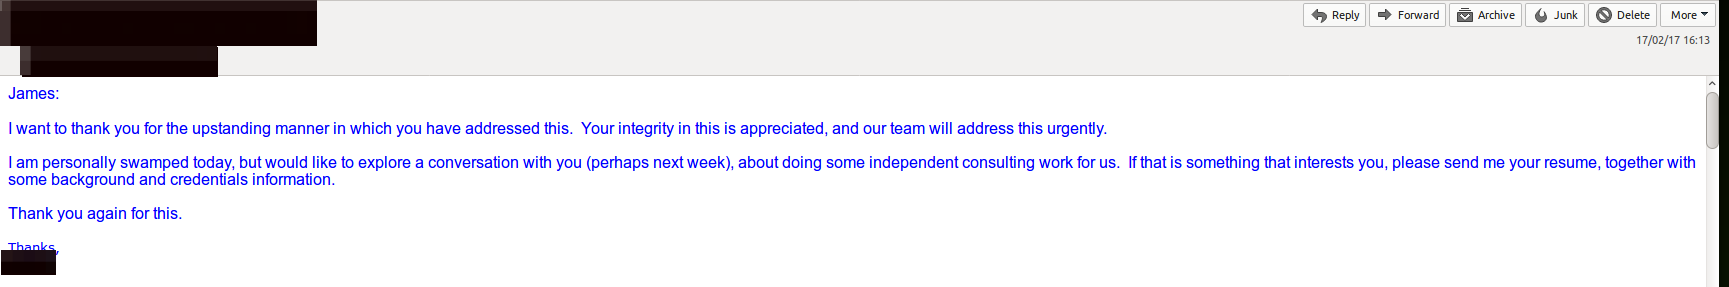 Reply Forward Archive Junk Delete More
17/02/17 16:13
James:
I want to thank you for the upstanding manner in which you have addressed this.  Your integrity in this is appreciated, and our team will address this urgently.
I am personally swamped today, but would like to explore a conversation with you (perhaps next week), about doing some independent consulting work for us.  If that is something that interests you, please send me your resume, together with
some background and credentials information.
Thank you again for this.
Thanks,